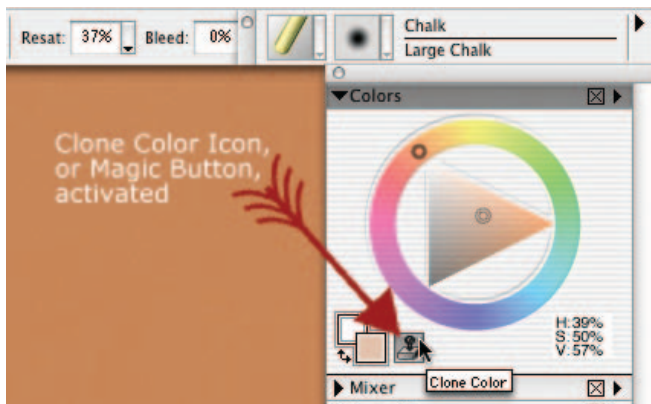 Resat: 37% Bleed: 0%
Chalk
Large Chalk
Colors
Clone Color Icon,
or Magic Button,
activated
H:39%
S:50%
V:57%
Clone Color
Mixer